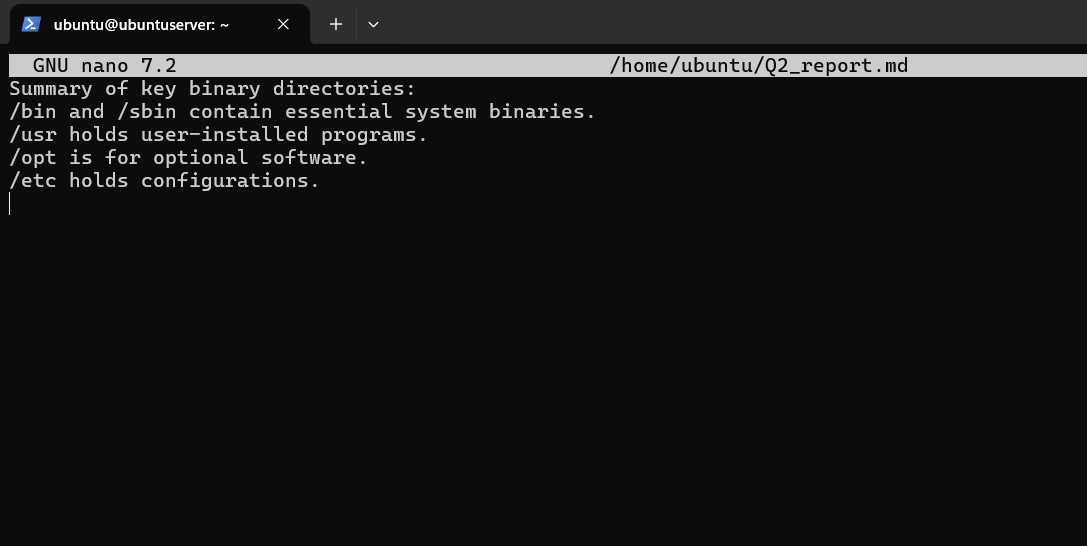 ubuntu@ubuntuserver: ~
GNU nano 7.2 /home/ubuntu/Q2_report.md
Summary of key binary directories:
/bin and /sbin contain essential system binaries.
/usr holds user-installed programs.
/opt is for optional software.
/etc holds configurations.